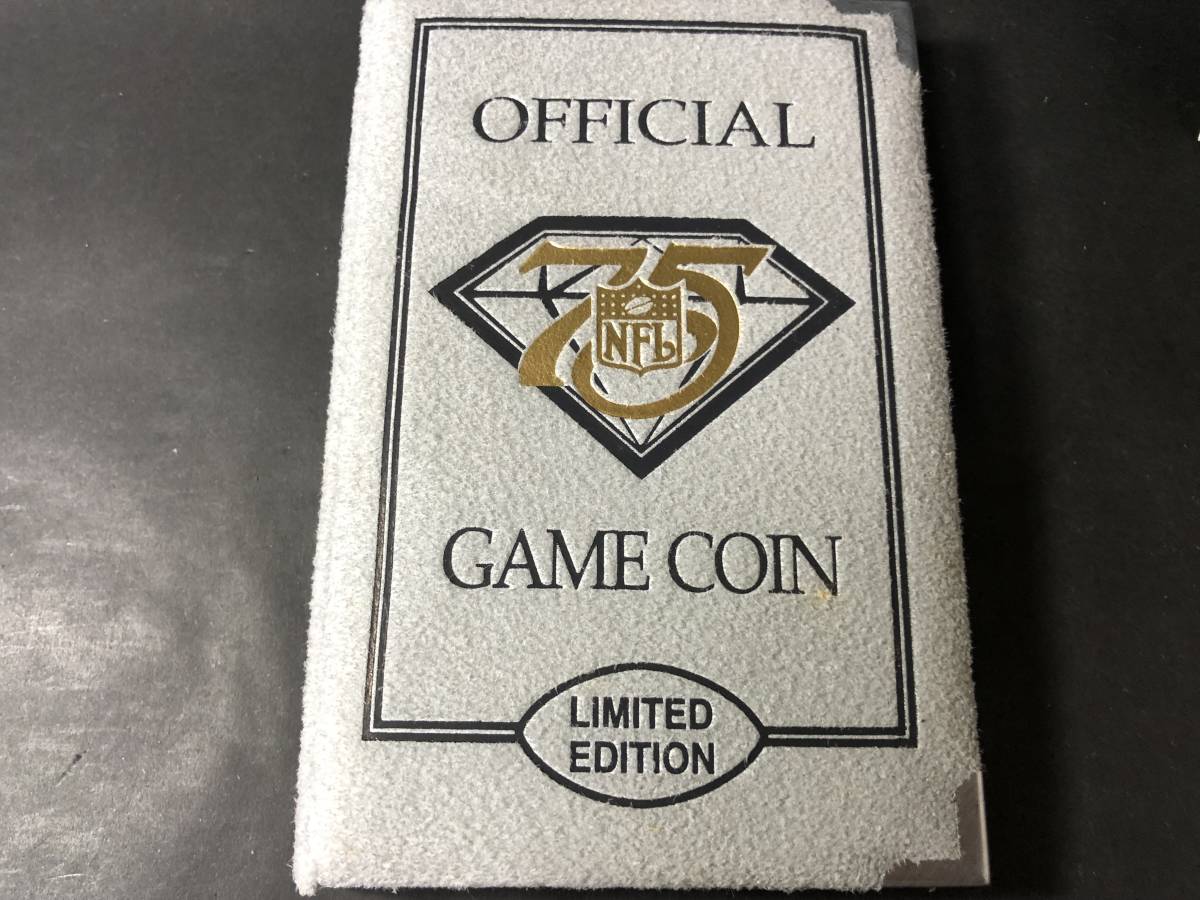 OFFICIAL
75
NFL
GAME COIN
LIMITED
EDITION